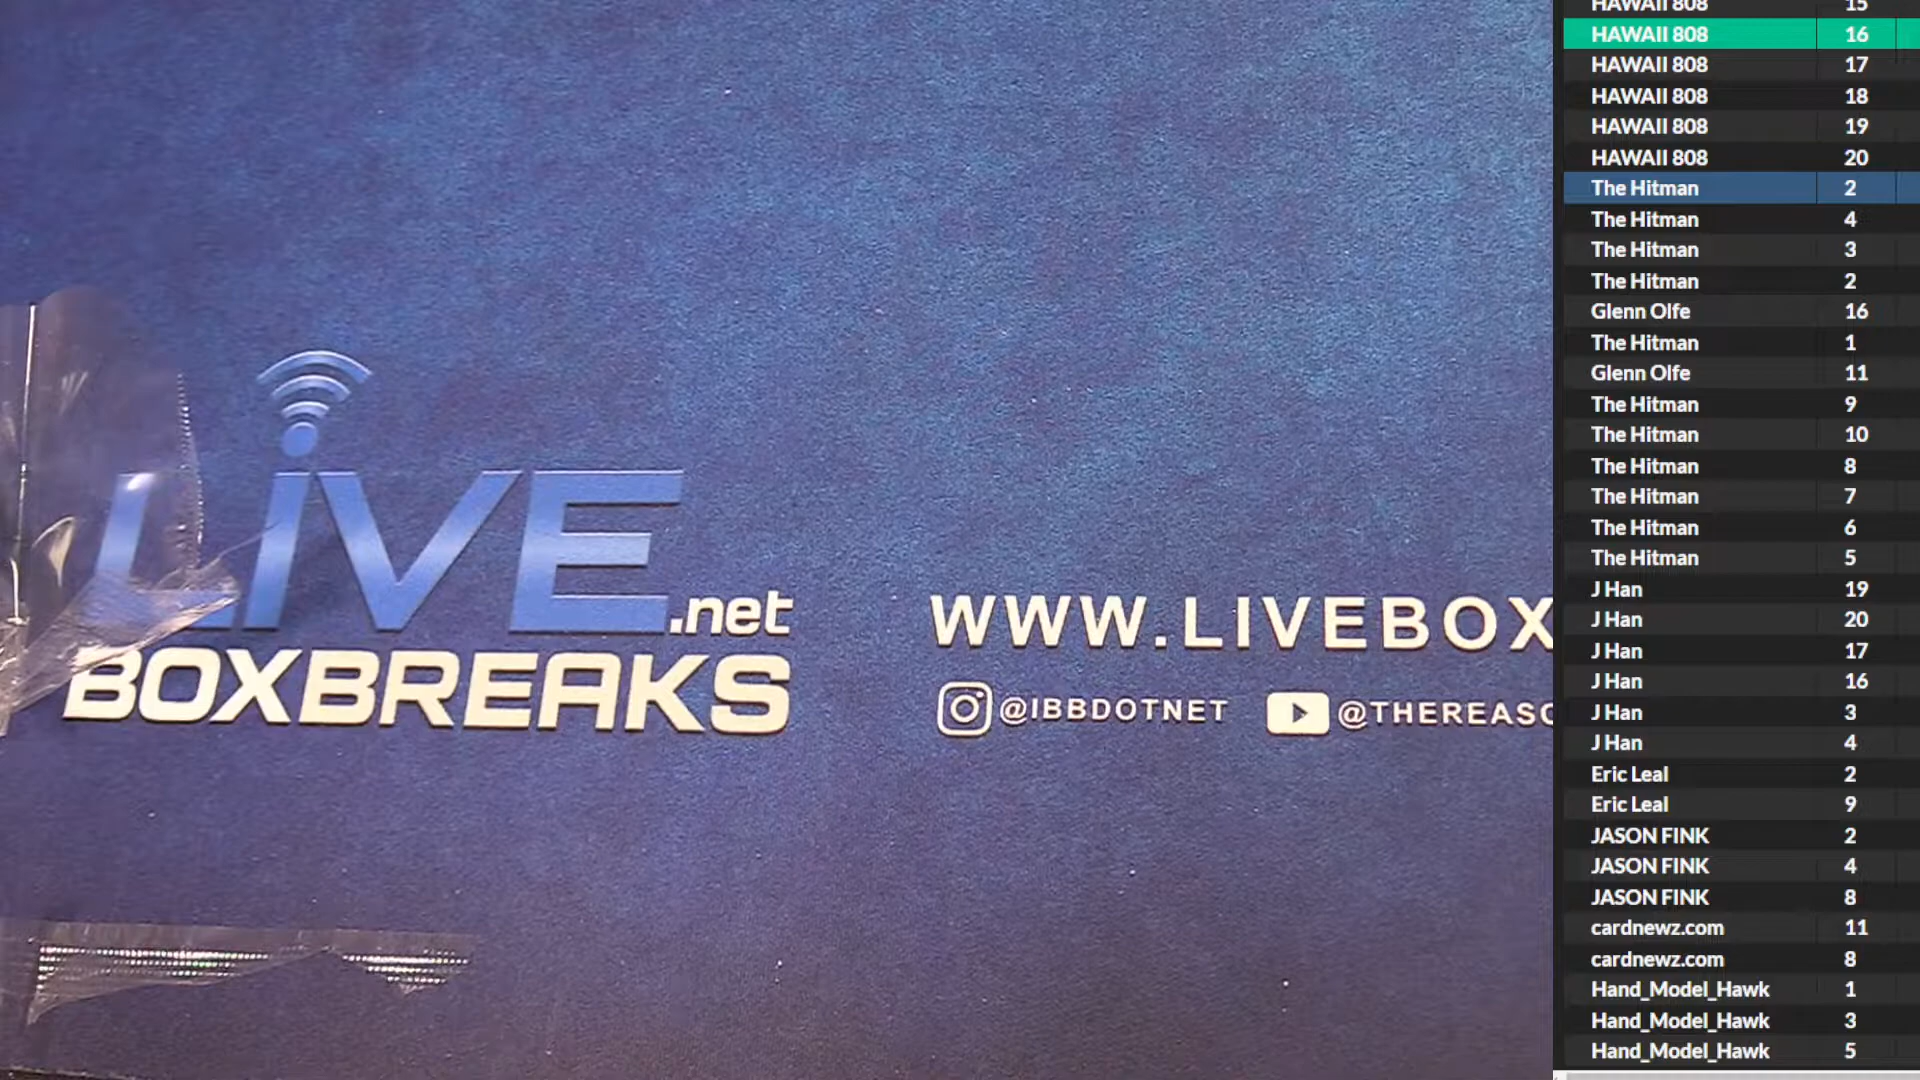 LIVE
.net
BOXBREAKS
WWW.LIVEBOX
@IBBDOTNET
@THEREASO
HAWAII 808 15
HAWAII 808 16
HAWAII 808 17
HAWAII 808 18
HAWAII 808 19
HAWAII 808 20
The Hitman 2
The Hitman 4
The Hitman 3
The Hitman 2
Glenn Olfe 16
The Hitman 1
Glenn Olfe 11
The Hitman 9
The Hitman 10
The Hitman 8
The Hitman 7
The Hitman 6
The Hitman 5
J Han 19
J Han 20
J Han 17
J Han 16
J Han 3
J Han 4
Eric Leal 2
Eric Leal 9
JASON FINK 2
JASON FINK 4
JASON FINK 8
cardnewz.com 11
cardnewz.com 8
Hand_Model_Hawk 1
Hand_Model_Hawk 3
Hand_Model_Hawk 5